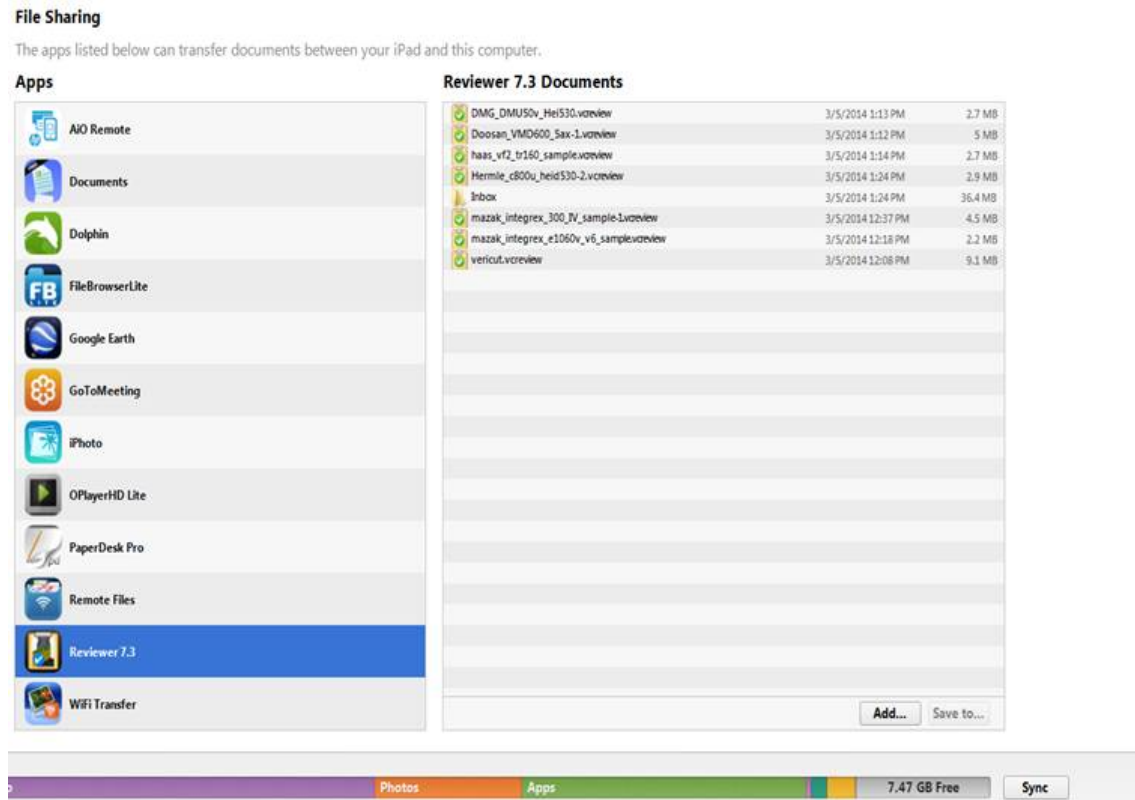 File Sharing
The apps listed below can transfer documents between your iPad and this computer.
Apps
AiO Remote
Documents
Dolphin
FB
LITE
FileBrowserLite
Google Earth
GoToMeeting
iPhoto
OPlayerHD Lite
PaperDesk Pro
Remote Files
Reviewer 7.3
WiFi Transfer
Reviewer 7.3 Documents
DMG_DMU50v_Hei530.vcreview 3/5/2014 1:13 PM 2.7 MB
Doosan_VMD600_5ax-1.vcreview 3/5/2014 1:12 PM 5 MB
haas_vf2_tr160_sample.vcreview 3/5/2014 1:14 PM 2.7 MB
Hermle_c800u_heid530-2.vcreview 3/5/2014 1:24 PM 2.9 MB
Inbox 3/5/2014 1:24 PM 36.4 MB
mazak_integrex_300_IV_sample-1.vcreview 3/5/2014 12:37 PM 4.5 MB
mazak_integrex_e1060v_v6_sample.vcreview 3/5/2014 12:18 PM 2.2 MB
vericut.vcreview 3/5/2014 12:08 PM 9.1 MB
Add... Save to...
Photos Apps 7.47 GB Free Sync